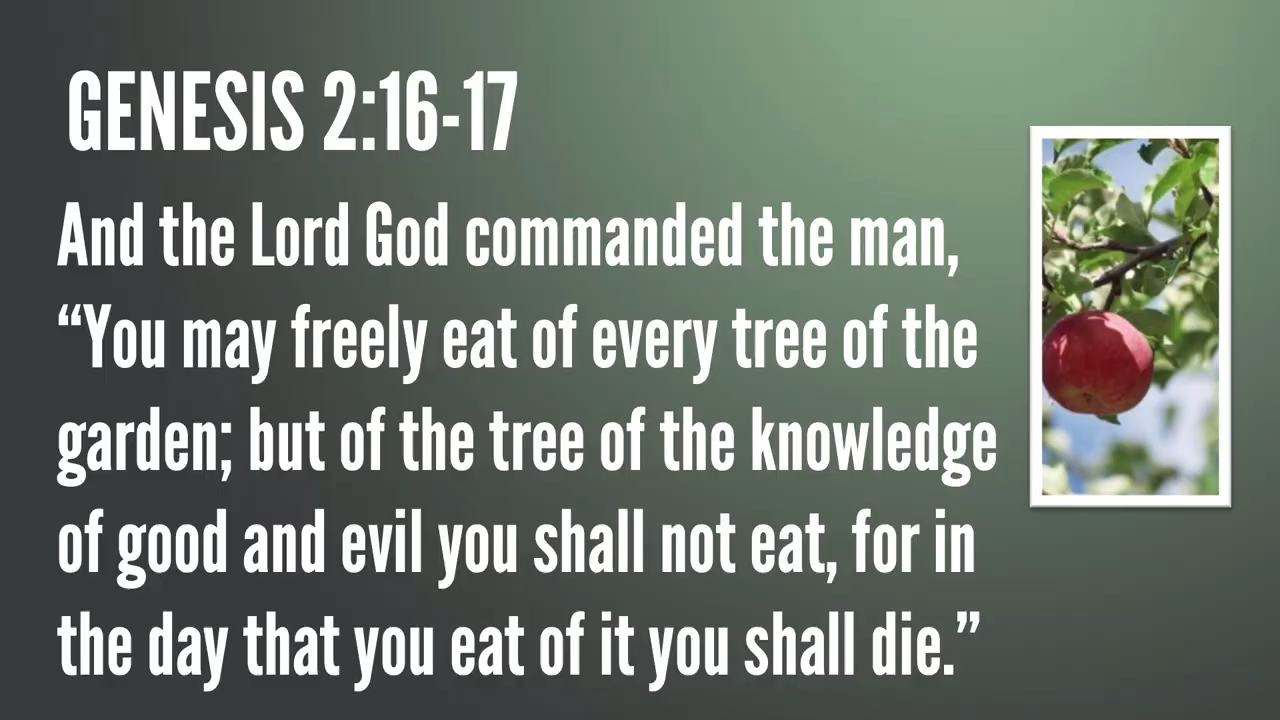 GENESIS 2:16-17
And the Lord God commanded the man,
“You may freely eat of every tree of the
garden; but of the tree of the knowledge
of good and evil you shall not eat, for in
the day that you eat of it you shall die.”